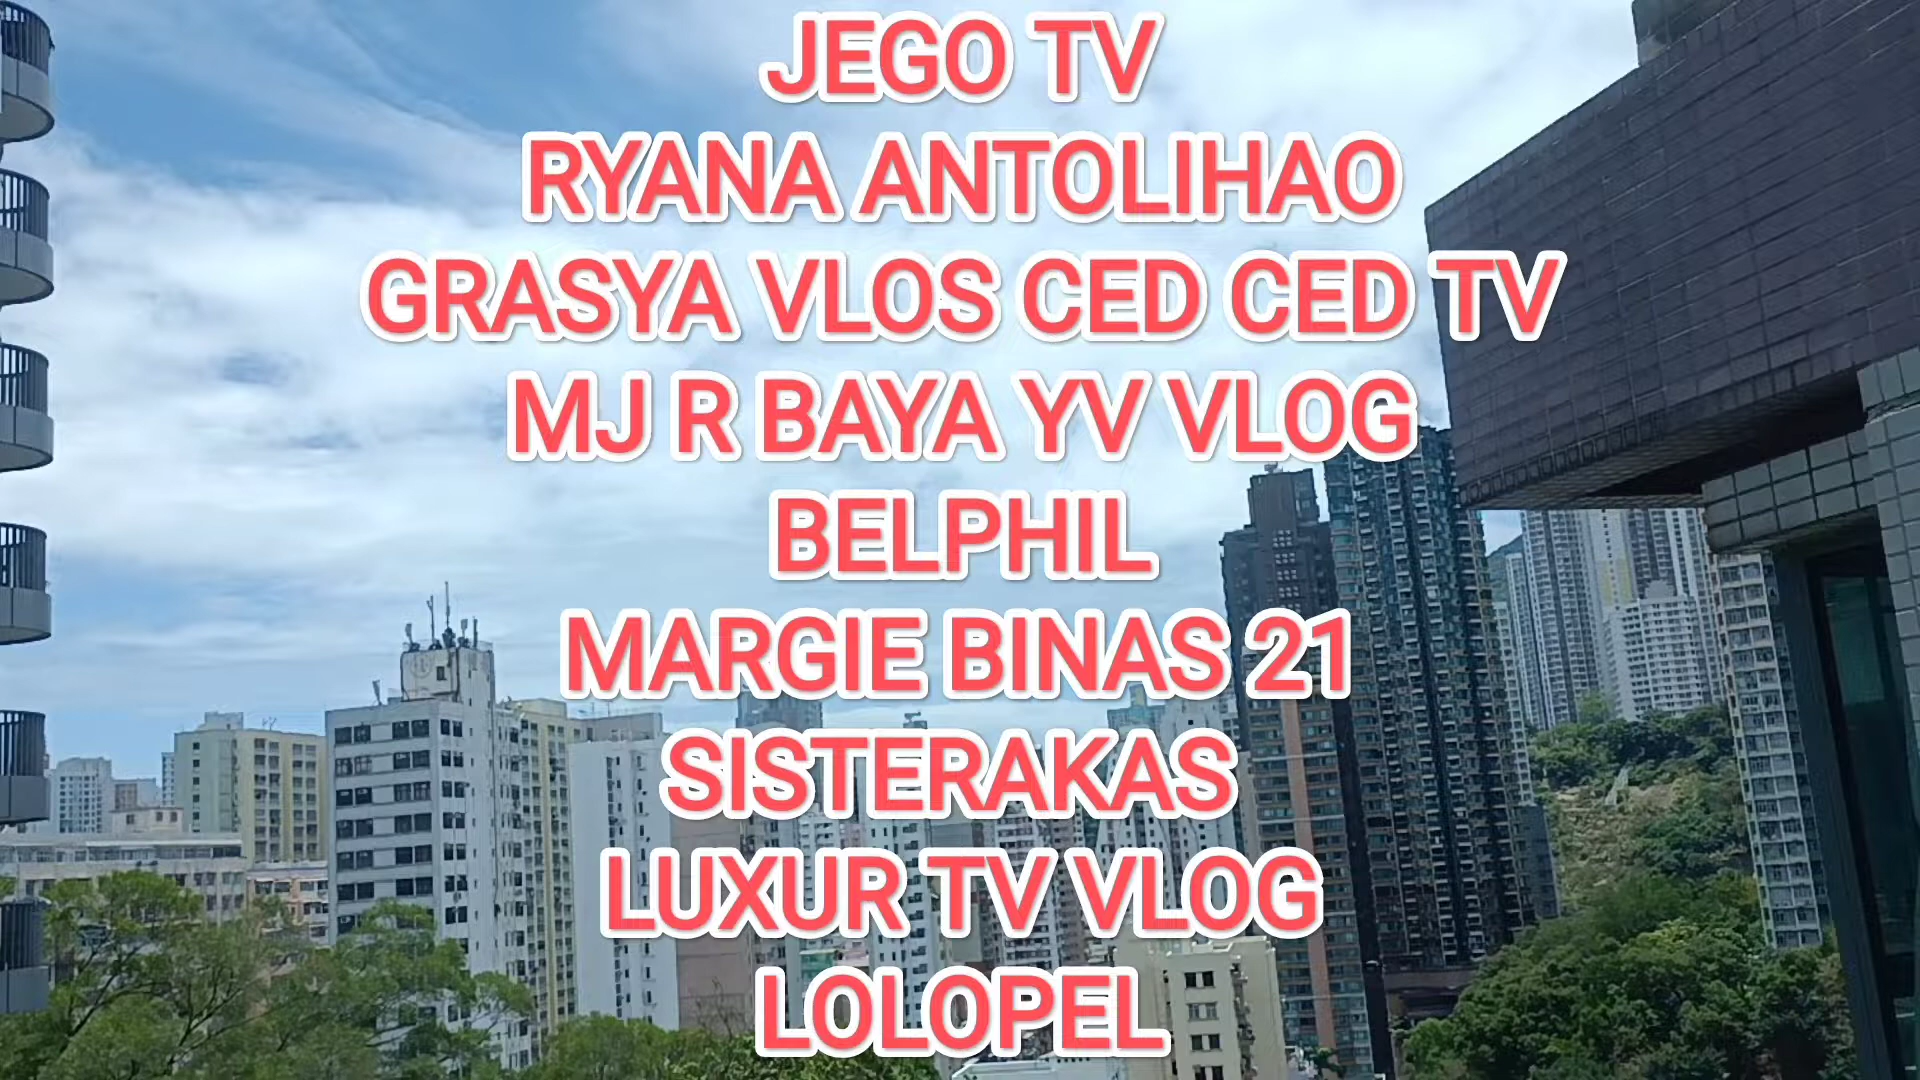 JEGO TV
RYANA ANTOLIHAO
GRASYA VLOS CED CED TV
MJ R BAYA YV VLOG
BELPHIL
MARGIE BINAS 21
SISTERAKAS
LUXUR TV VLOG
LOLOPEL